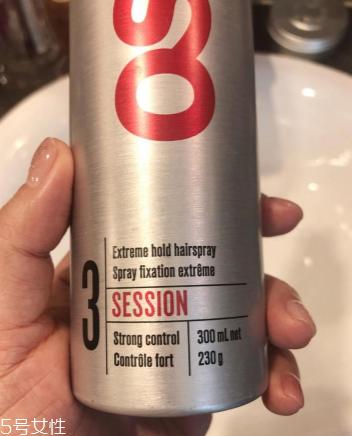 OS
3
Extreme hold hairspray
Spray fixation extrême
SESSION
Strong control
Contrôle fort
300 mL net
230 g
5号女性